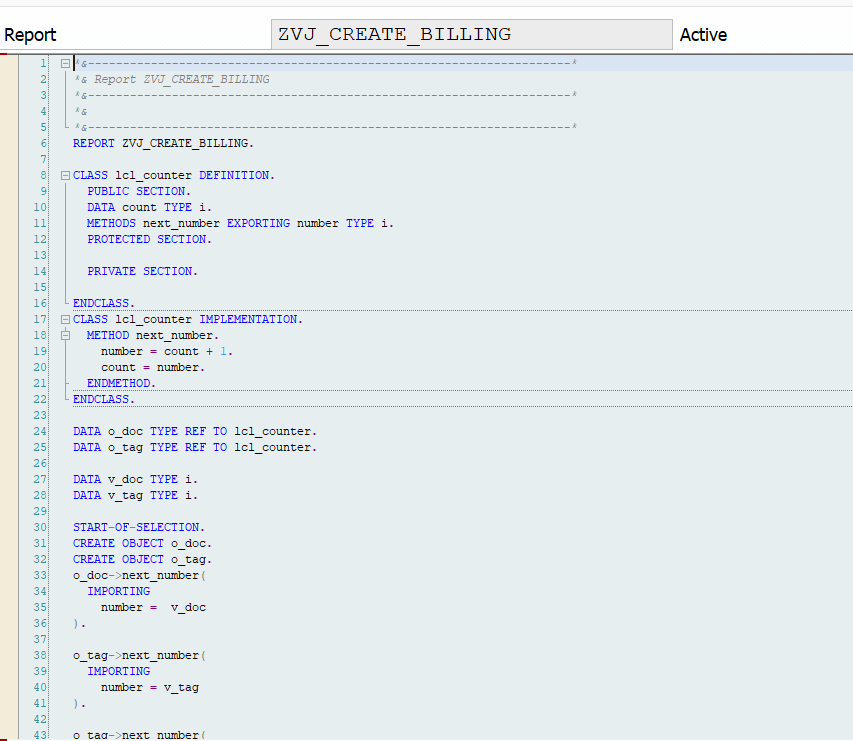 Report ZVJ_CREATE_BILLING Active
1 *&---------------------------------------------------------------------*
2 *& Report ZVJ_CREATE_BILLING
3 *&---------------------------------------------------------------------*
4 *&
5 *&---------------------------------------------------------------------*
6 REPORT ZVJ_CREATE_BILLING.
7
8 CLASS lcl_counter DEFINITION.
9 PUBLIC SECTION.
10 DATA count TYPE i.
11 METHODS next_number EXPORTING number TYPE i.
12 PROTECTED SECTION.
13
14 PRIVATE SECTION.
15
16 ENDCLASS.
17 CLASS lcl_counter IMPLEMENTATION.
18 METHOD next_number.
19 number = count + 1.
20 count = number.
21 ENDMETHOD.
22 ENDCLASS.
23
24 DATA o_doc TYPE REF TO lcl_counter.
25 DATA o_tag TYPE REF TO lcl_counter.
26
27 DATA v_doc TYPE i.
28 DATA v_tag TYPE i.
29
30 START-OF-SELECTION.
31 CREATE OBJECT o_doc.
32 CREATE OBJECT o_tag.
33 o_doc->next_number(
34 IMPORTING
35 number =  v_doc
36 ).
37
38 o_tag->next_number(
39 IMPORTING
40 number = v_tag
41 ).
42
43 o_tag->next_number(